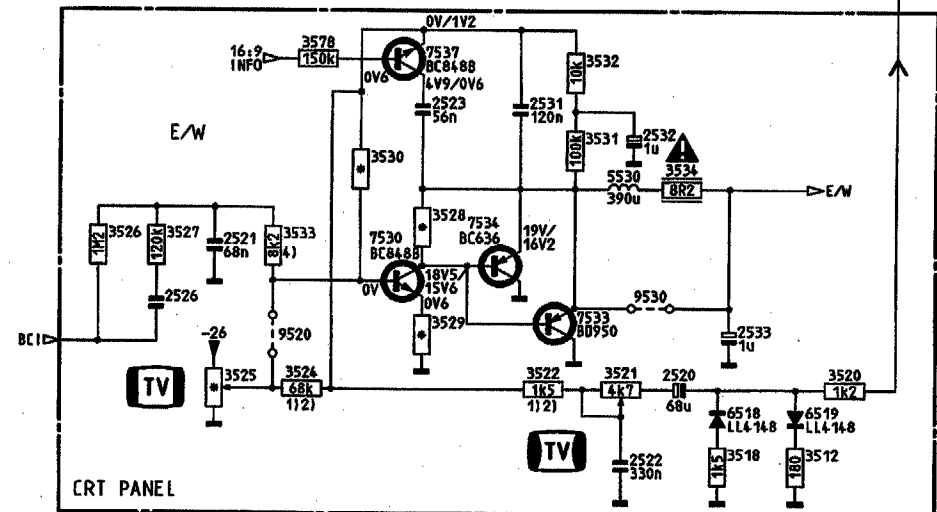 0V/1V2
16:9
INFO
3578
150k
7537
BC848B
0V6
4V9/0V6
2523
56n
2531
120n
10k
3532
3531
100k
2532
1u
3534
8R2
5530
390u
E/W
E/W
*
3530
3526
1M2
3527
120k
2521
68n
3533
8k2
4)
*
3528
7530
BC848B
7534
BC636
19V/
16V2
18V5/
15V6
0V
0V6
2526
9520
*
3529
7533
BD950
9530
2533
1u
BCI
-26
TV
*
3525
3524
68k
1)2)
3522
1k5
1)2)
3521
4k7
2520
68u
3520
1k2
6518
LL4148
6519
LL4148
TV
2522
330n
1k5
3518
180
3512
CRT PANEL